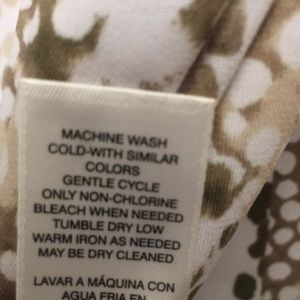 MACHINE WASH
COLD-WITH SIMILAR
COLORS
GENTLE CYCLE
ONLY NON-CHLORINE
BLEACH WHEN NEEDED
TUMBLE DRY LOW
WARM IRON AS NEEDED
MAY BE DRY CLEANED
LAVAR A MÁQUINA CON
AGUA FRIA EN